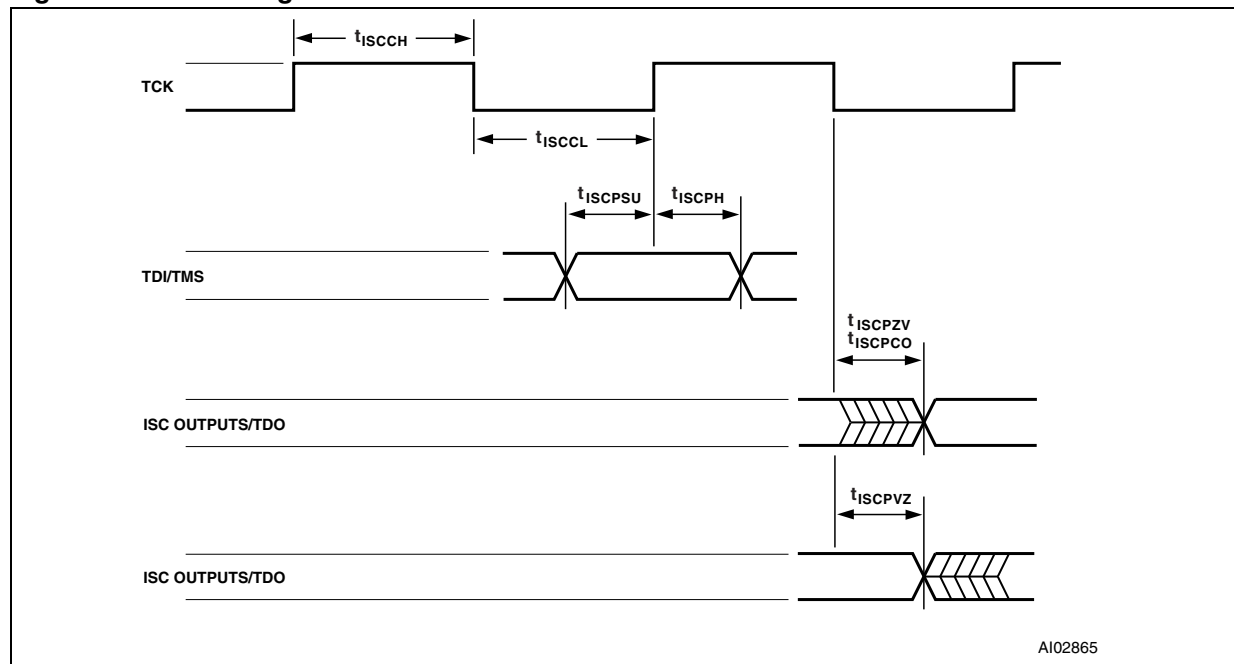 tISCCH
TCK
tISCCL
tISCPSU
tISCPH
TDI/TMS
tISCPZV
tISCPCO
ISC OUTPUTS/TDO
tISCPVZ
ISC OUTPUTS/TDO
AI02865